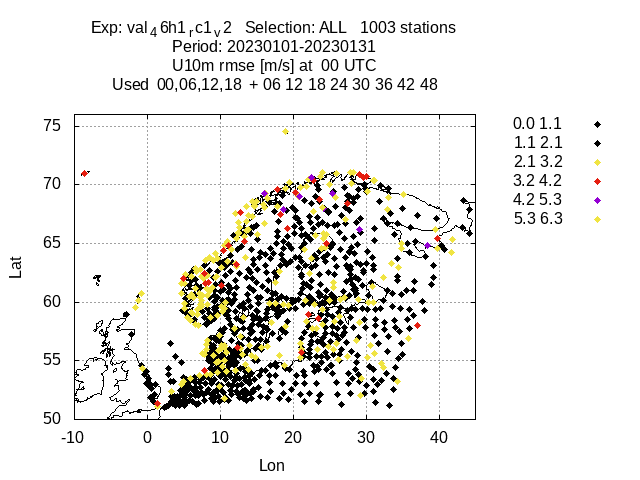 Exp: val4 6h1r c1v 2 Selection: ALL 1003 stations
Period: 20230101-20230131
U10m rmse [m/s] at 00 UTC
Used 00,06,12,18 + 06 12 18 24 30 36 42 48
0.0 1.1
1.1 2.1
2.1 3.2
3.2 4.2
4.2 5.3
5.3 6.3
75
70
65
60
55
50
Lat
-10 0 10 20 30 40
Lon